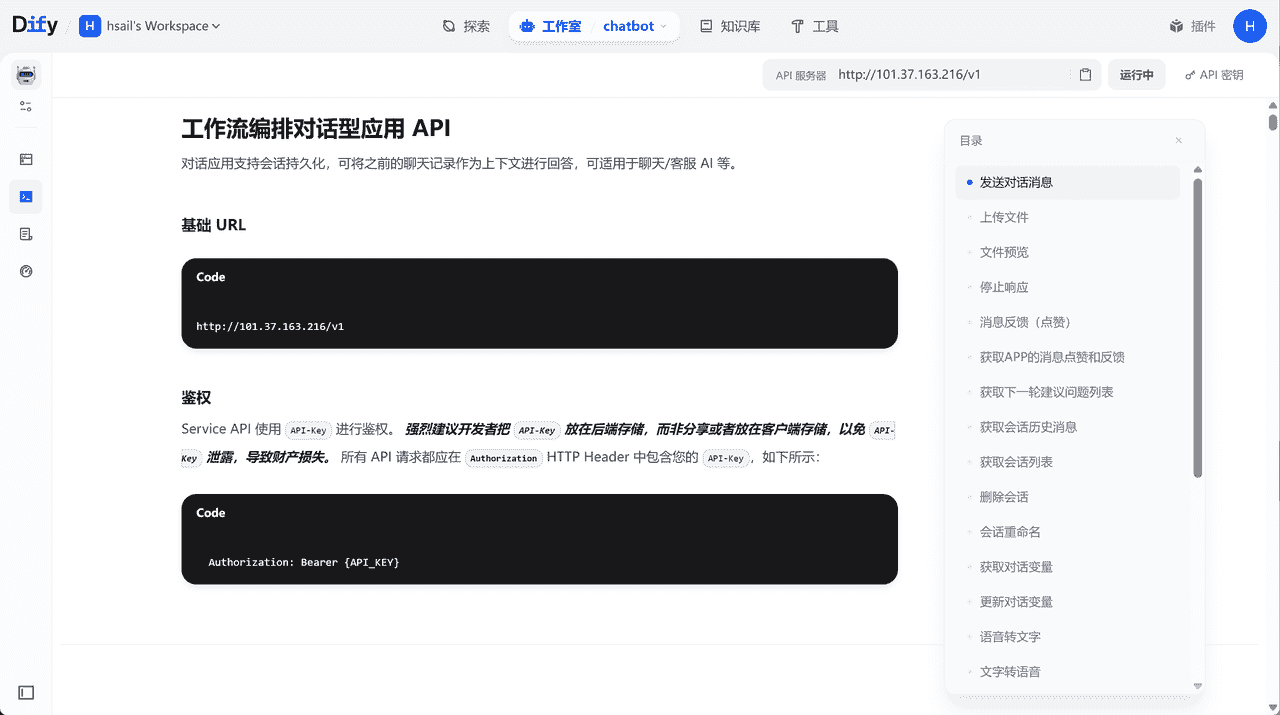 Dify / H hsail's Workspace
探索
工作室 / chatbot
知识库
工具
插件
H
API 服务器 http://101.37.163.216/v1
运行中
API 密钥
工作流编排对话型应用 API
对话应用支持会话持久化，可将之前的聊天记录作为上下文进行回答，可适用于聊天/客服 AI 等。
基础 URL
Code
http://101.37.163.216/v1
鉴权
Service API 使用 API-Key 进行鉴权。 强烈建议开发者把 API-Key 放在后端存储，而非分享或者放在客户端存储，以免 API-
Key 泄露，导致财产损失。 所有 API 请求都应在 Authorization HTTP Header 中包含您的 API-Key，如下所示：
Code
Authorization: Bearer {API_KEY}
目录
发送对话消息
上传文件
文件预览
停止响应
消息反馈（点赞）
获取APP的消息点赞和反馈
获取下一轮建议问题列表
获取会话历史消息
获取会话列表
删除会话
会话重命名
获取对话变量
更新对话变量
语音转文字
文字转语音